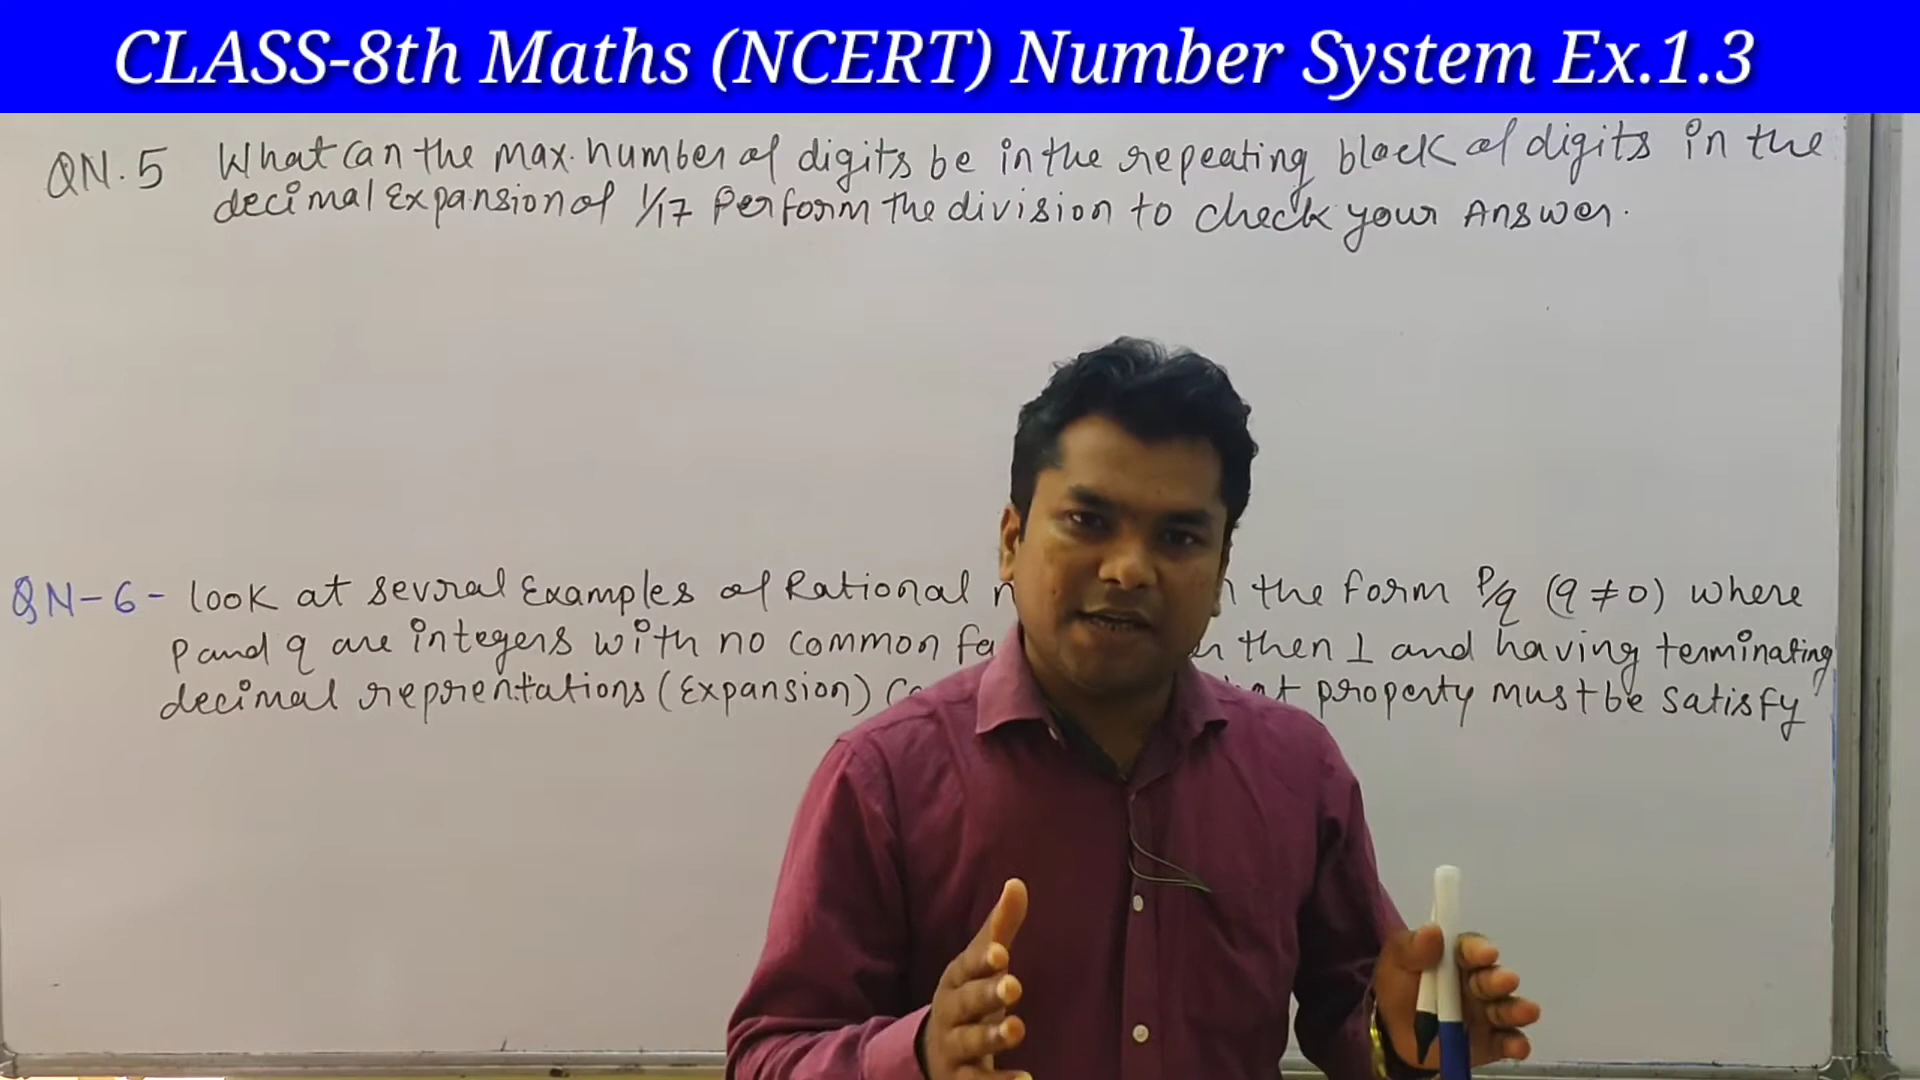 CLASS-8th Maths (NCERT) Number System Ex.1.3
QN.5 What can the max. number of digits be in the repeating block of digits in the
decimal Expansion of 1/17 Perform the division to check your Answer.
QN-6- look at sevral Examples of Rational the form P/q (q ≠ 0) where
p and q are integers with no common then 1 and having terminating
decimal reprentations (Expansion) property must be satisfy